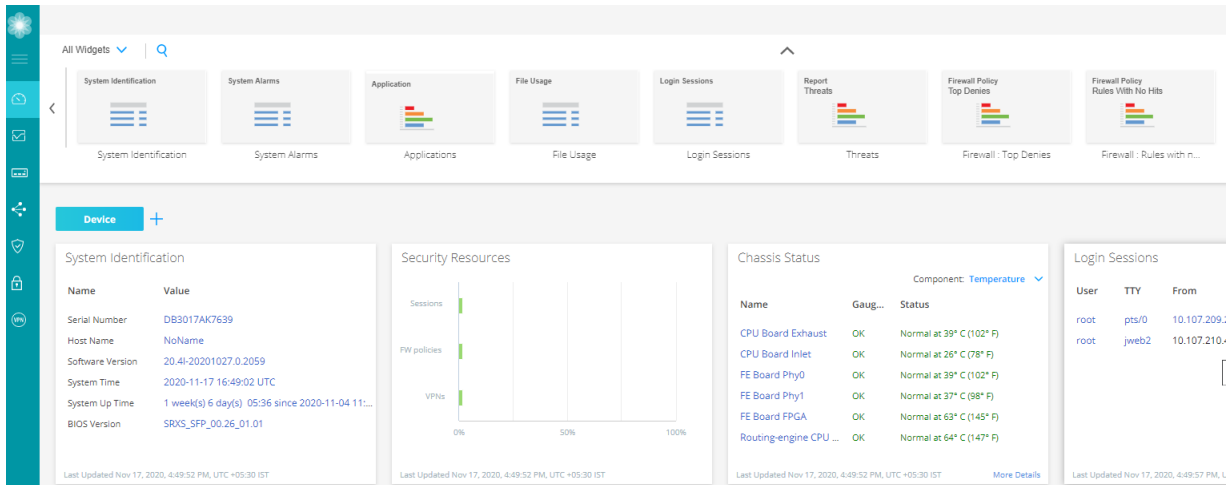 All Widgets
System Identification
System Alarms
Application
File Usage
Login Sessions
Report
Threats
Firewall Policy
Top Denies
Firewall Policy
Rules With No Hits
System Identification
System Alarms
Applications
File Usage
Login Sessions
Threats
Firewall : Top Denies
Firewall : Rules with n...
VPN
Device
System Identification
Name Value
Serial Number DB3017AK7639
Host Name NoName
Software Version 20.4I-20201027.0.2059
System Time 2020-11-17 16:49:02 UTC
System Up Time 1 week(s) 6 day(s) 05:36 since 2020-11-04 11:...
BIOS Version SRXS_SFP_00.26_01.01
Last Updated Nov 17, 2020, 4:49:52 PM, UTC +05:30 IST
Security Resources
Sessions
FW policies
VPNs
0% 50% 100%
Last Updated Nov 17, 2020, 4:49:52 PM, UTC +05:30 IST
Chassis Status
Component: Temperature
Name Gaug... Status
CPU Board Exhaust OK Normal at 39° C (102° F)
CPU Board Inlet OK Normal at 26° C (78° F)
FE Board Phy0 OK Normal at 39° C (102° F)
FE Board Phy1 OK Normal at 37° C (98° F)
FE Board FPGA OK Normal at 63° C (145° F)
Routing-engine CPU ... OK Normal at 64° C (147° F)
Last Updated Nov 17, 2020, 4:49:52 PM, UTC +05:30 IST More Details
Login Sessions
User TTY From
root pts/0 10.107.209.2
root jweb2 10.107.210.4
Last Updated Nov 17, 2020, 4:49:57 PM, U